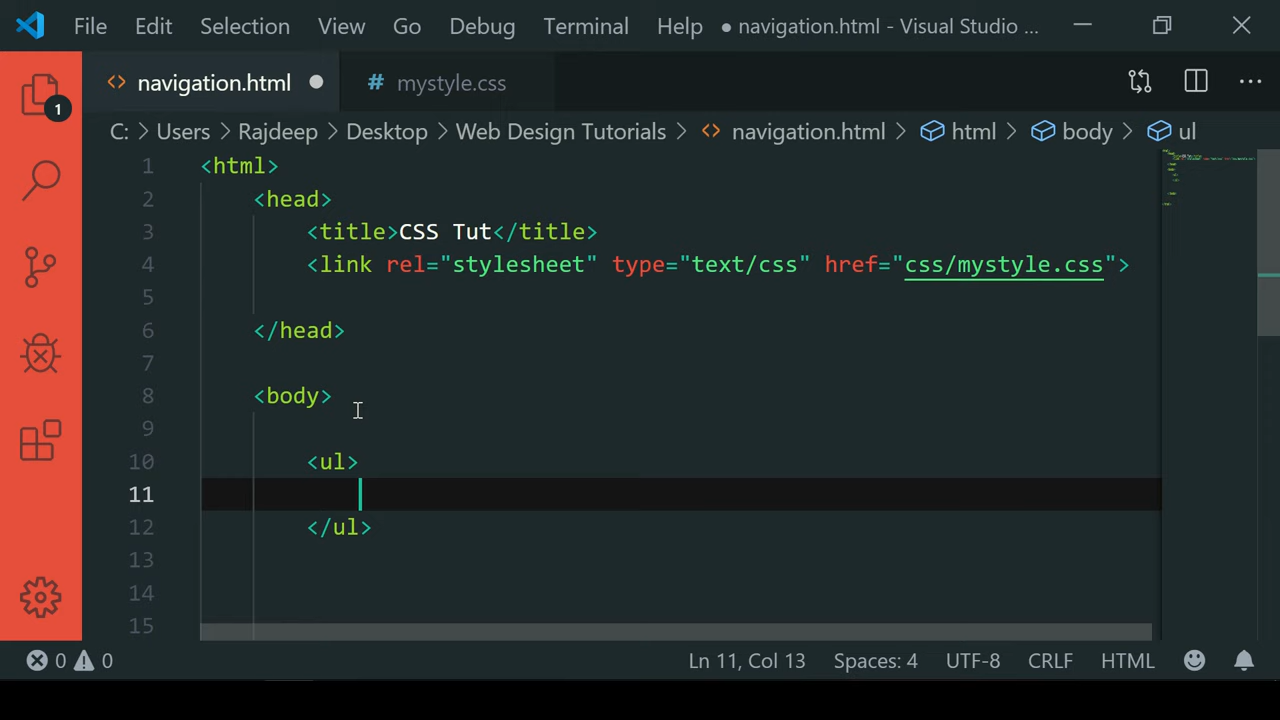 File Edit Selection View Go Debug Terminal Help ● navigation.html - Visual Studio ...
1
<> navigation.html ● # mystyle.css ...
C: > Users > Rajdeep > Desktop > Web Design Tutorials > <> navigation.html > html > body > ul
1 <html>
2 <head>
3 <title>CSS Tut</title>
4 <link rel="stylesheet" type="text/css" href="css/mystyle.css">
5
6 </head>
7
8 <body>
9
10 <ul>
11
12 </ul>
13
14
15
0 0 Ln 11, Col 13 Spaces: 4 UTF-8 CRLF HTML